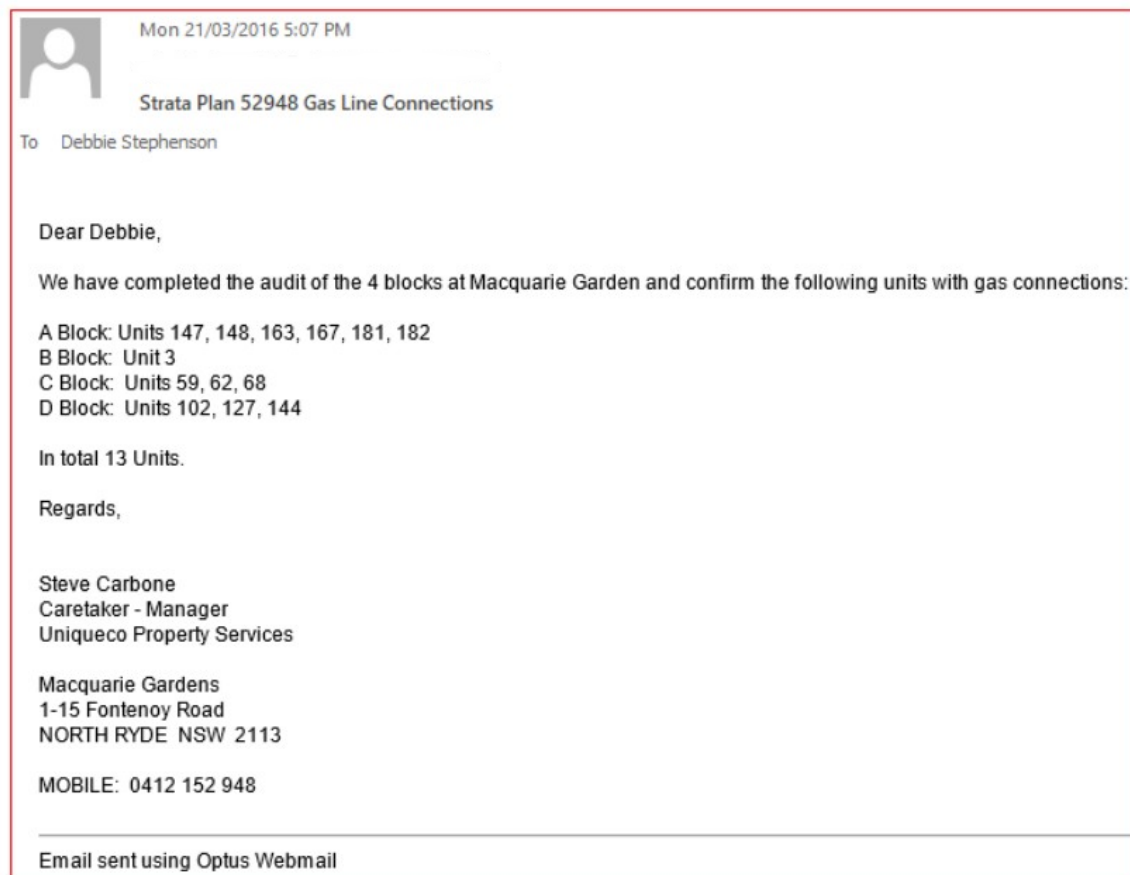 Mon 21/03/2016 5:07 PM
Strata Plan 52948 Gas Line Connections
To Debbie Stephenson
Dear Debbie,
We have completed the audit of the 4 blocks at Macquarie Garden and confirm the following units with gas connections:
A Block: Units 147, 148, 163, 167, 181, 182
B Block: Unit 3
C Block: Units 59, 62, 68
D Block: Units 102, 127, 144
In total 13 Units.
Regards,
Steve Carbone
Caretaker - Manager
Uniqueco Property Services
Macquarie Gardens
1-15 Fontenoy Road
NORTH RYDE NSW 2113
MOBILE: 0412 152 948
Email sent using Optus Webmail